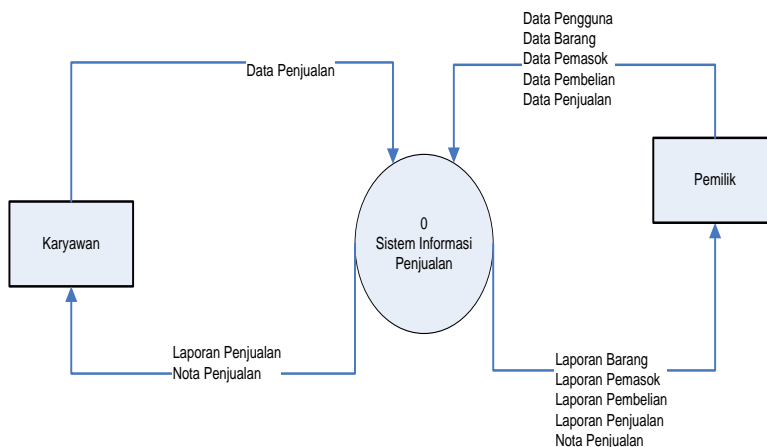 Data Pengguna
Data Barang
Data Pemasok
Data Pembelian
Data Penjualan
Data Penjualan
Karyawan
0
Sistem Informasi
Penjualan
Pemilik
Laporan Penjualan
Nota Penjualan
Laporan Barang
Laporan Pemasok
Laporan Pembelian
Laporan Penjualan
Nota Penjualan